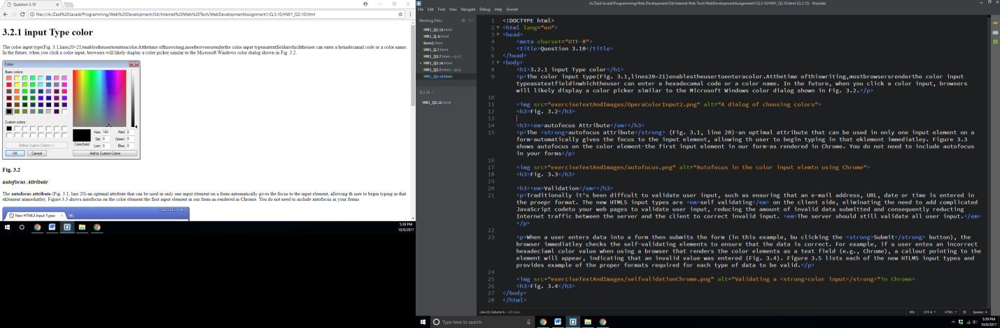 Question 3.10
file:///A:/Zaid%20Javaid/Programming/Web%20Development/Git/Internet%20Web%20Tech/WebDevelopmentAssignment1/Q.3.10/HW1_Q3.10.html
3.2.1 input Type color
The color input type(Fig. 3.1,lines20~21)enablestheusertoenteracolor.Atthetime ofthiswriting,mostbrowsersrenderthe color input typeasatextfieldinwhichtheuser can enter a hexadecamal code or a color name.
In the future, when you click a color input, browsers will likely display a color picker similar to the Microsoft Windows color dialog shown in Fig. 3.2.
Color
Basic colors:
Custom colors:
Define Custom Colors >>
OK Cancel
Color|Solid
Hue: 160 Red: 0
Sat: 0 Green: 0
Lum: 0 Blue: 0
Add to Custom Colors
Fig. 3.2
autofocus Attribute
The autofocus attribute (Fig. 3.1, line 20)-an optimal attribute that can be used in only one input element on a form-automatically gives the focus to the input element, allowing th user to begin typing in that
eklement immediatley. Figure 3.3 shows autofocus on the color element-the first input element in our form-as rendered in Chrome. You do not need to include autofocus in your forms
New HTML5 Input Types
5:39 PM
10/8/2017
A:/Zaid Javaid/Programming/Web Development/Git/Internet Web Tech/WebDevelopmentAssignment1/Q.3.10/HW1_Q3.10.html (Q 2.15) - Brackets
File Edit Find View Navigate Debug Help Emmet
Working Files
HW1_Q2.15.html
HW1_Q.6.html
form2.html
HW1_Q.7.html
HW1_Q3.7.html — Q.3.7
HW1_Q2.16.html
HW1_Q3.7.html — Q3.6
HW1_Q3.10.html
Q 2.15
HW1_Q2.15.html
1 <!DOCTYPE html>
2 <html lang="en">
3 <head>
4 <meta charset="UTF-8">
5 <title>Question 3.10</title>
6 </head>
7 <body>
8 <h1>3.2.1 input Type color</h1>
9 <p>The color input type(Fig. 3.1,lines20~21)enablestheusertoenteracolor.Atthetime ofthiswriting,mostbrowsersrenderthe color input
typeasatextfieldinwhichtheuser can enter a hexadecamal code or a color name. In the future, when you click a color input, browsers
will likely display a color picker similar to the Microsoft Windows color dialog shown in Fig. 3.2.</p>
10
11 <img src="exerciseTextAndImages/OperaColorInput2.png" alt="A dialog of choosing colors">
12 <h3>Fig. 3.2</h3>
13
14 <h3><em>autofocus Attribute</em></h3>
15 <p>The <strong>autofocus attribute</strong> (Fig. 3.1, line 20)-an optimal attribute that can be used in only one input element on a
form-automatically gives the focus to the input element, allowing th user to begin typing in that eklement immediatley. Figure 3.3
shows autofocus on the color element-the first input element in our form-as rendered in Chrome. You do not need to include autofocus
in your forms</p>
16
17 <img src="exerciseTextAndImages/autofocus.png" alt="Autofocus in the color input elemtn using Chrome">
18 <h3>Fig. 3.3</h3>
19
20 <h3><em>Validation</em></h3>
21 <p>Traditionally it's been diffcult to validate user input, such as ensuring that an e-mail address, URL, date or time is entered in
the prcypor format. The new HTML5 input types are <em>self validating</em> on the client side, eliminating the need to add complicated
JavaScript codeto your web pages to validate user input, reducing the amount of invalid data submitted and consequently reducting
Internet traffic between the server and the client to correct invalid input. <em>The server should still validate all user input.</em>
</p>
22
23 <p>When a user enters data into a form then submits the form (in this example, bu clicking the <strong>Submit</strong> button), the
browser immediatley checks the self-validating elements to ensure that the data is correct. For example, if a user entes an incorrect
hexadeciaml color value when using a browser that renders the color elements as a text field (e.g., Chrome), a callout pointing to the
element will appear, indicating that an invalid value was entered (Fig. 3.4). Figure 3.5 lists each of the new HTLM5 input types and
provides example of the proper formats required for each type of data to be valid.</p>
24
25 <img src="exerciseTextAndImages/selfvalidationChrome.png" alt="Validating a <strong>color input</strong>"in Chrome>
26 <h3>Fig. 3.4</h3>
27 </body>
28 </html>
Line 13, Column 5 — 28 Lines
INS UTF-8 HTML Spaces: 4
Type here to search
5:39 PM
10/8/2017